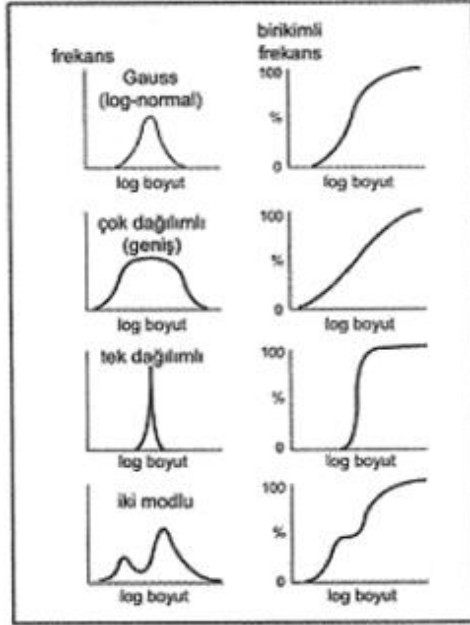 frekans
birikimli
frekans
Gauss
(log-normal)
log boyut
100
%
0
log boyut
çok dağılımlı
(geniş)
log boyut
100
%
0
log boyut
tek dağılımlı
log boyut
100
%
0
log boyut
iki modlu
log boyut
100
%
0
log boyut